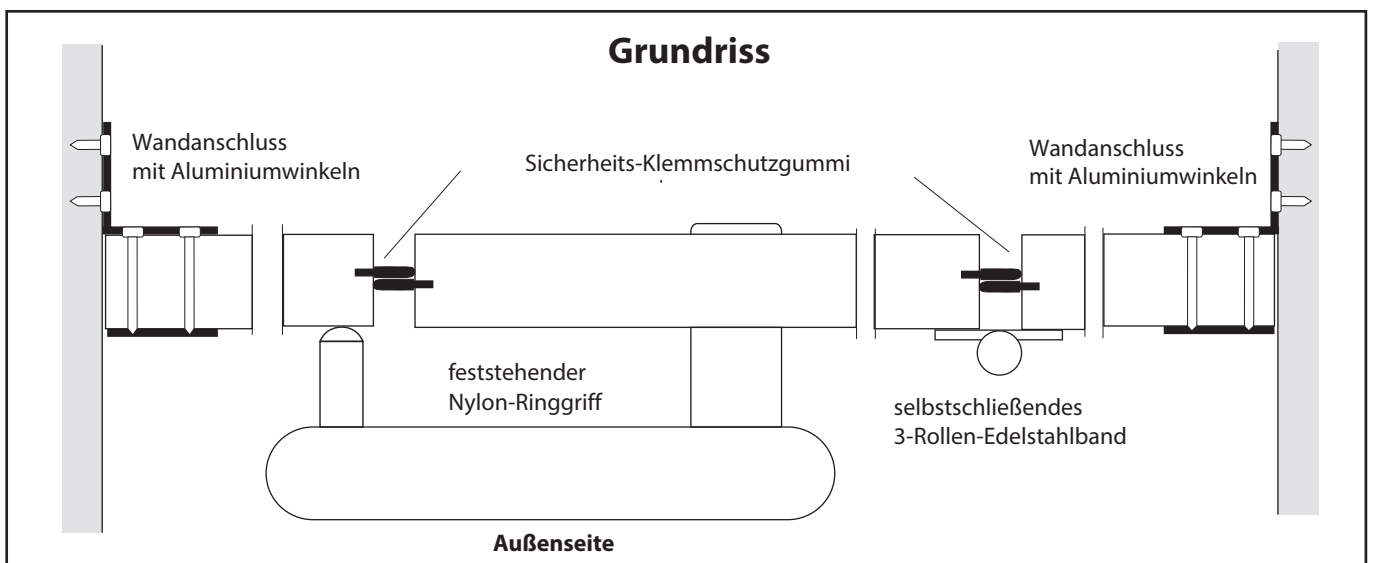 Grundriss
Wandanschluss
mit Aluminiumwinkeln
Sicherheits-Klemmschutzgummi
Wandanschluss
mit Aluminiumwinkeln
feststehender
Nylon-Ringgriff
selbstschließendes
3-Rollen-Edelstahlband
Außenseite